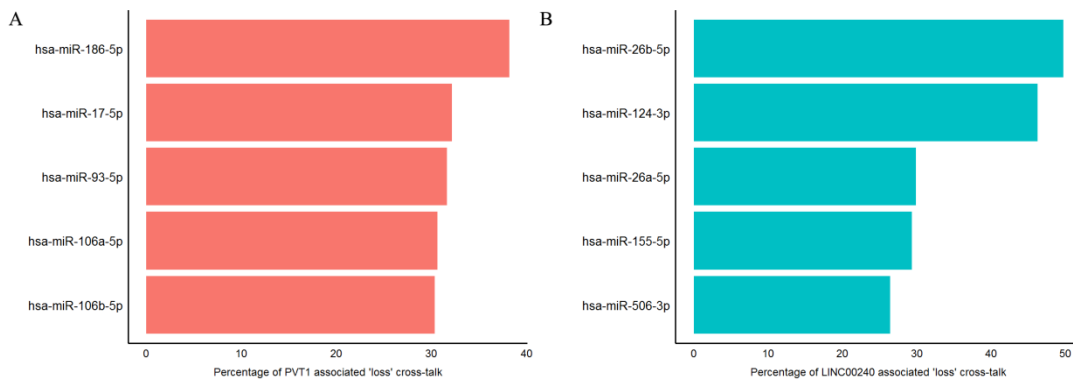 A
hsa-miR-186-5p
hsa-miR-17-5p
hsa-miR-93-5p
hsa-miR-106a-5p
hsa-miR-106b-5p
0 10 20 30 40
Percentage of PVT1 associated 'loss' cross-talk
B
hsa-miR-26b-5p
hsa-miR-124-3p
hsa-miR-26a-5p
hsa-miR-155-5p
hsa-miR-506-3p
0 10 20 30 40 50
Percentage of LINC00240 associated 'loss' cross-talk